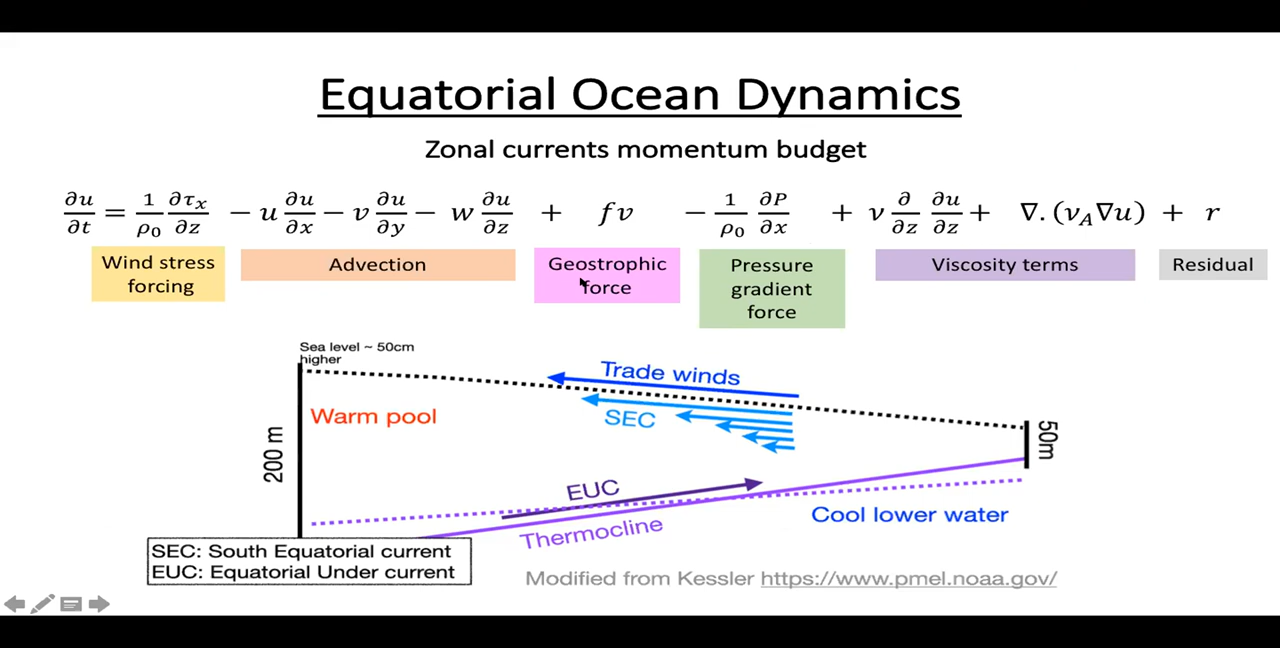 Equatorial Ocean Dynamics
Zonal currents momentum budget
∂u/∂t = 1/ρ₀ ∂τₓ/∂z − u ∂u/∂x − v ∂u/∂y − w ∂u/∂z + fv − 1/ρ₀ ∂P/∂x + ν ∂/∂z ∂u/∂z + ∇.(ν_A∇u) + r
Wind stress
forcing
Advection
Geostrophic
force
Pressure
gradient
force
Viscosity terms
Residual
Sea level ~ 50cm
higher
Trade winds
Warm pool
SEC
200 m
50m
EUC
Thermocline
Cool lower water
SEC: South Equatorial current
EUC: Equatorial Under current
Modified from Kessler https://www.pmel.noaa.gov/